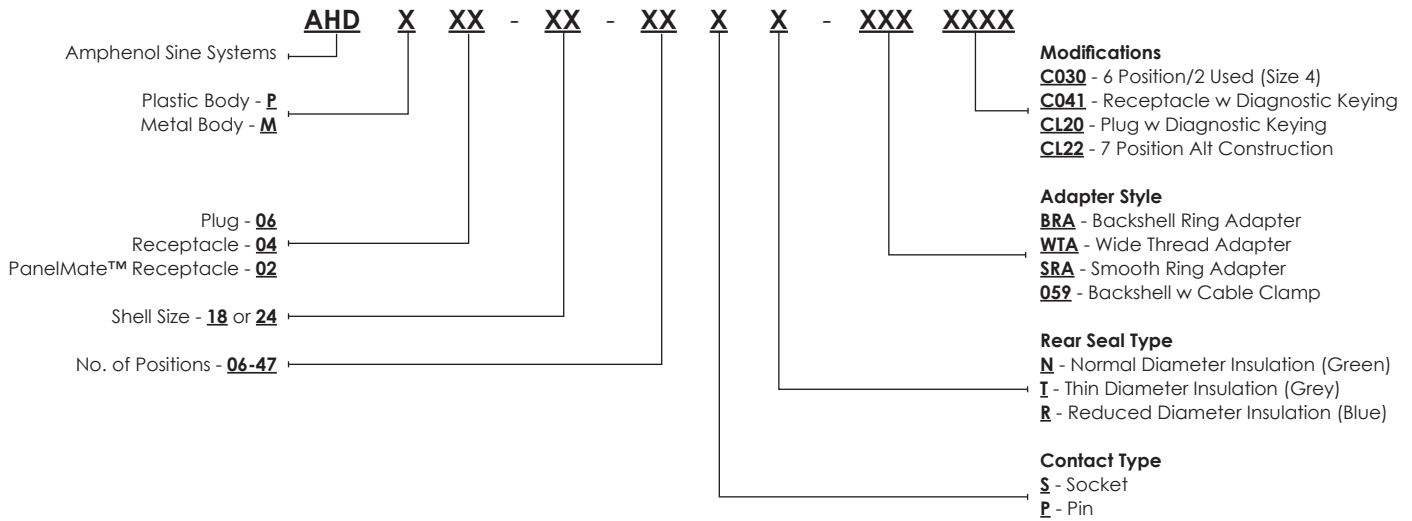 AHD X XX - XX - XX X X - XXX XXXX
Amphenol Sine Systems
Plastic Body - P
Metal Body - M
Plug - 06
Receptacle - 04
PanelMate™ Receptacle - 02
Shell Size - 18 or 24
No. of Positions - 06-47
Modifications
C030 - 6 Position/2 Used (Size 4)
C041 - Receptacle w Diagnostic Keying
CL20 - Plug w Diagnostic Keying
CL22 - 7 Position Alt Construction
Adapter Style
BRA - Backshell Ring Adapter
WTA - Wide Thread Adapter
SRA - Smooth Ring Adapter
059 - Backshell w Cable Clamp
Rear Seal Type
N - Normal Diameter Insulation (Green)
T - Thin Diameter Insulation (Grey)
R - Reduced Diameter Insulation (Blue)
Contact Type
S - Socket
P - Pin